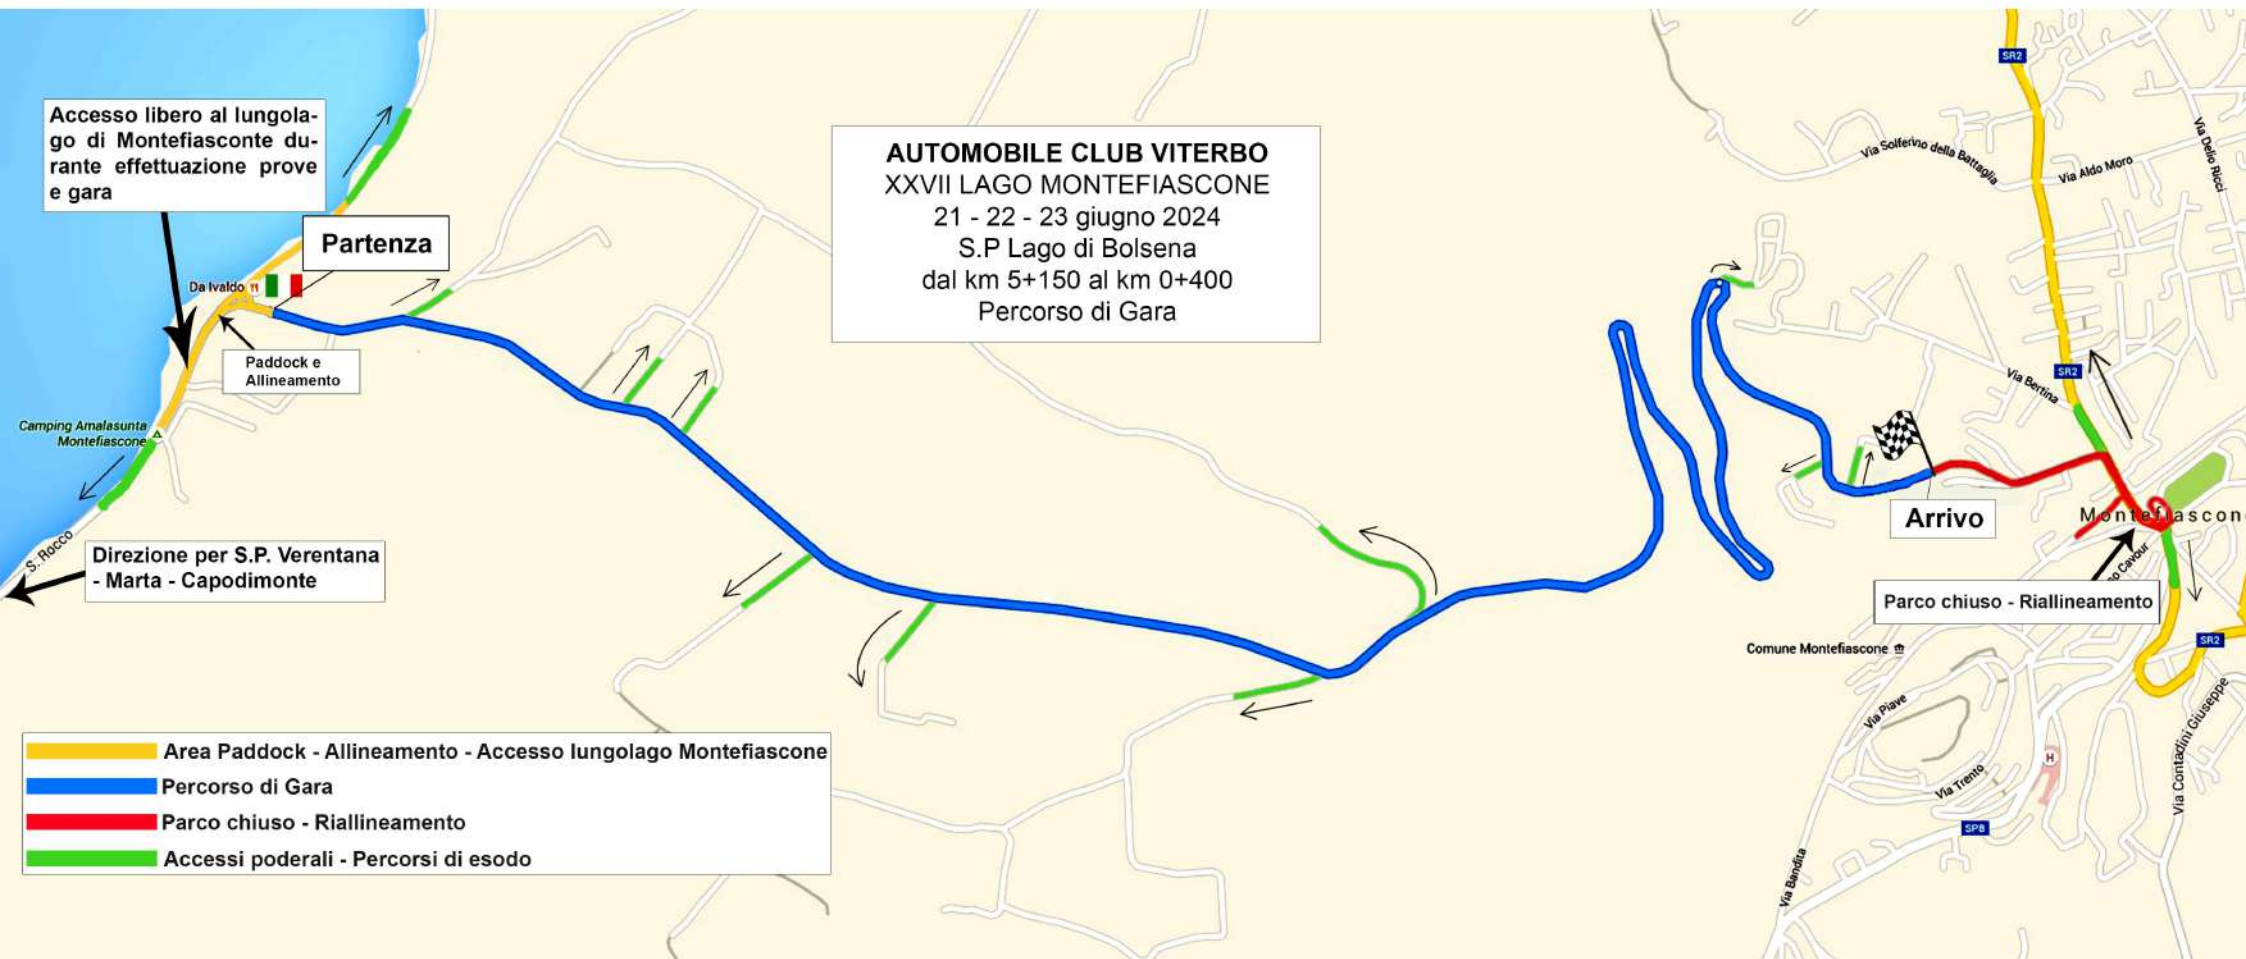 SR2
Accesso libero al lungola-
go di Montefiasconte du-
rante effettuazione prove
e gara
AUTOMOBILE CLUB VITERBO
XXVII LAGO MONTEFIASCONE
21 - 22 - 23 giugno 2024
S.P Lago di Bolsena
dal km 5+150 al km 0+400
Percorso di Gara
Via Solferino della Battaglia
Via Aldo Moro
Via Delio Ricci
Partenza
Da Ivaldo
Paddock e
Allineamento
SR2
Via Bertina
Camping Amalasunta
Montefiascone
Arrivo
Montefiascon
S. Rocco
Direzione per S.P. Verentana
- Marta - Capodimonte
so Cavour
Parco chiuso - Riallineamento
Comune Montefiascone
SR2
Via Piave
Via Contadini Giuseppe
H
Via Trento
SP8
Via Bandita
Area Paddock - Allineamento - Accesso lungolago Montefiascone
Percorso di Gara
Parco chiuso - Riallineamento
Accessi poderali - Percorsi di esodo